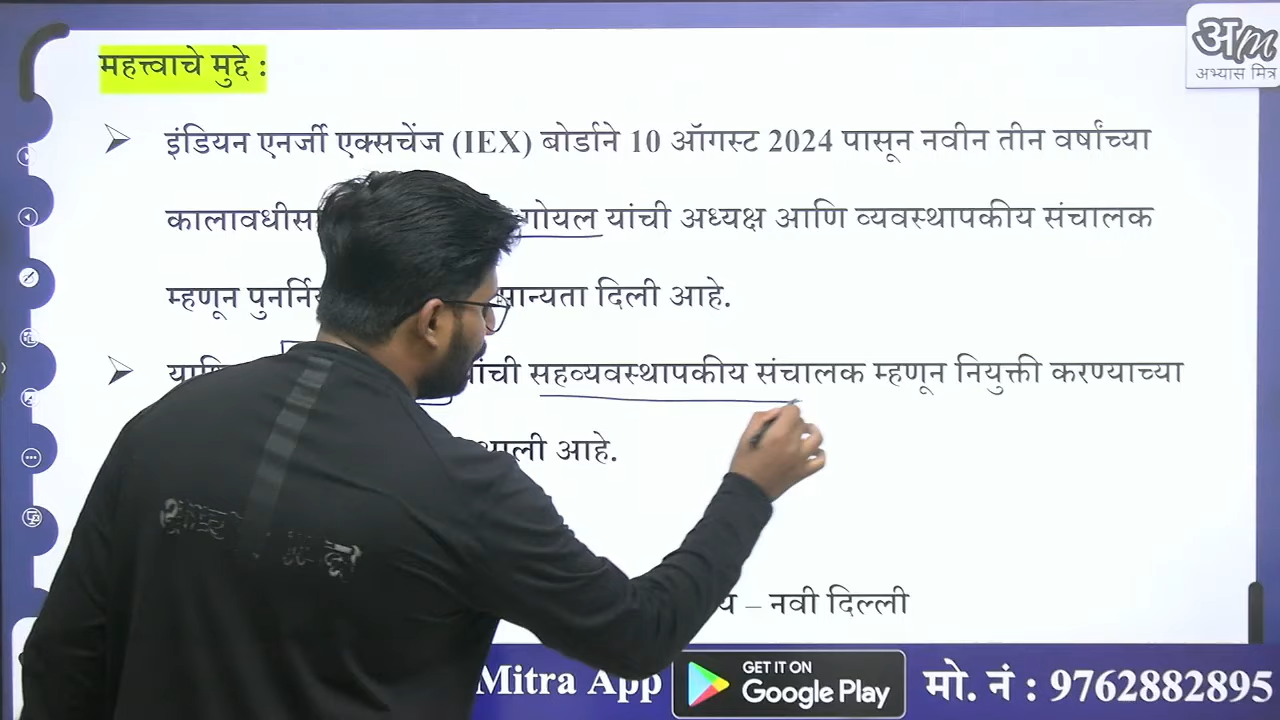 अm
अभ्यास मित्र
महत्त्वाचे मुद्दे :
इंडियन एनर्जी एक्सचेंज (IEX) बोर्डाने 10 ऑगस्ट 2024 पासून नवीन तीन वर्षांच्या
गोयल यांची अध्यक्ष आणि व्यवस्थापकीय संचालक
म्हणून मान्यता दिली आहे.
सहव्यवस्थापकीय संचालक म्हणून नियुक्ती करण्याच्या
आहे.
– नवी दिल्ली
Mitra App
GET IT ON
Google Play
मो. नं : 9762882895